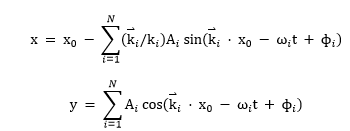 x = x₀ − ∑ᵢ₌₁ᴺ (k⃗ᵢ/kᵢ)Aᵢ sin(k⃗ᵢ · x₀ − ωᵢt + ϕᵢ)
y = ∑ᵢ₌₁ᴺ Aᵢ cos(k⃗ᵢ · x₀ − ωᵢt + ϕᵢ)